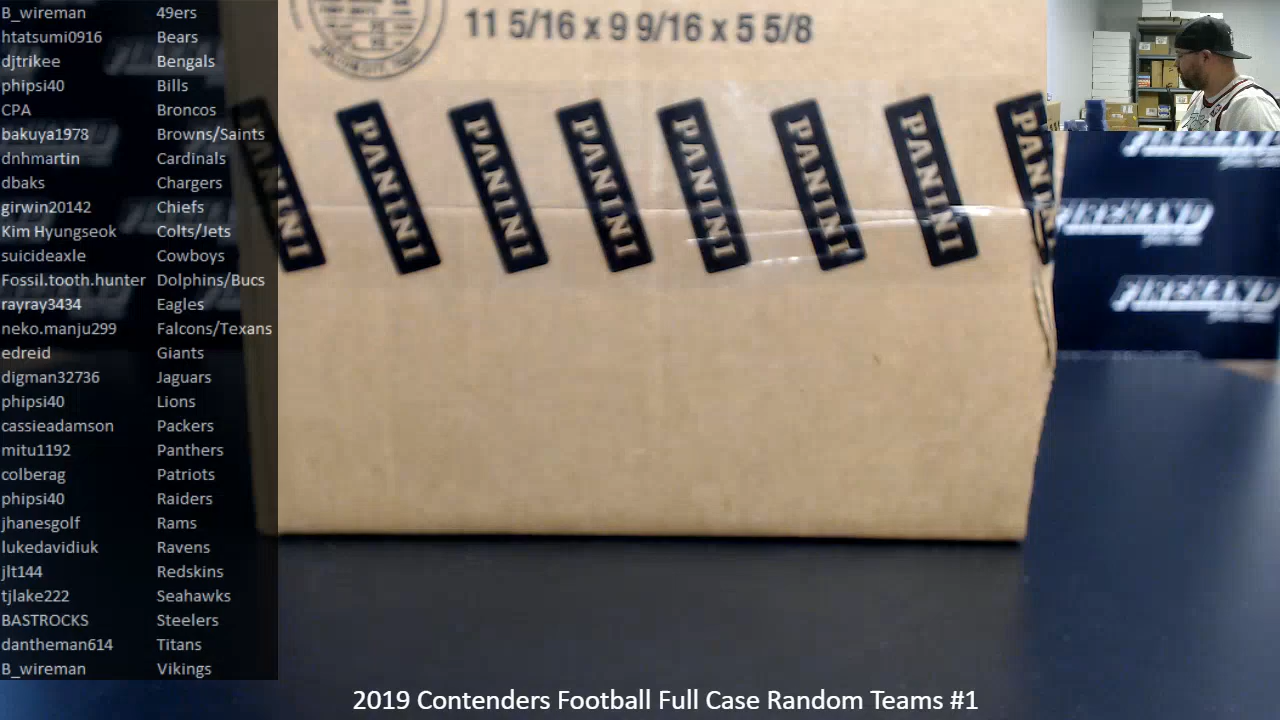 B_wireman 49ers
htatsumi0916 Bears
djtrikee Bengals
phipsi40 Bills
CPA Broncos
bakuya1978 Browns/Saints
dnhmartin Cardinals
dbaks Chargers
girwin20142 Chiefs
Kim Hyungseok Colts/Jets
suicideaxle Cowboys
Fossil.tooth.hunter Dolphins/Bucs
rayray3434 Eagles
neko.manju299 Falcons/Texans
edreid Giants
digman32736 Jaguars
phipsi40 Lions
cassieadamson Packers
mitu1192 Panthers
colberag Patriots
phipsi40 Raiders
jhanesgolf Rams
lukedavidiuk Ravens
jlt144 Redskins
tjlake222 Seahawks
BASTROCKS Steelers
dantheman614 Titans
B_wireman Vikings
11 5/16 x 9 9/16 x 5 5/8
PANINI PANINI PANINI PANINI PANINI PANINI PANINI PANINI
FIREHAND
FIREHAND
2019 Contenders Football Full Case Random Teams #1